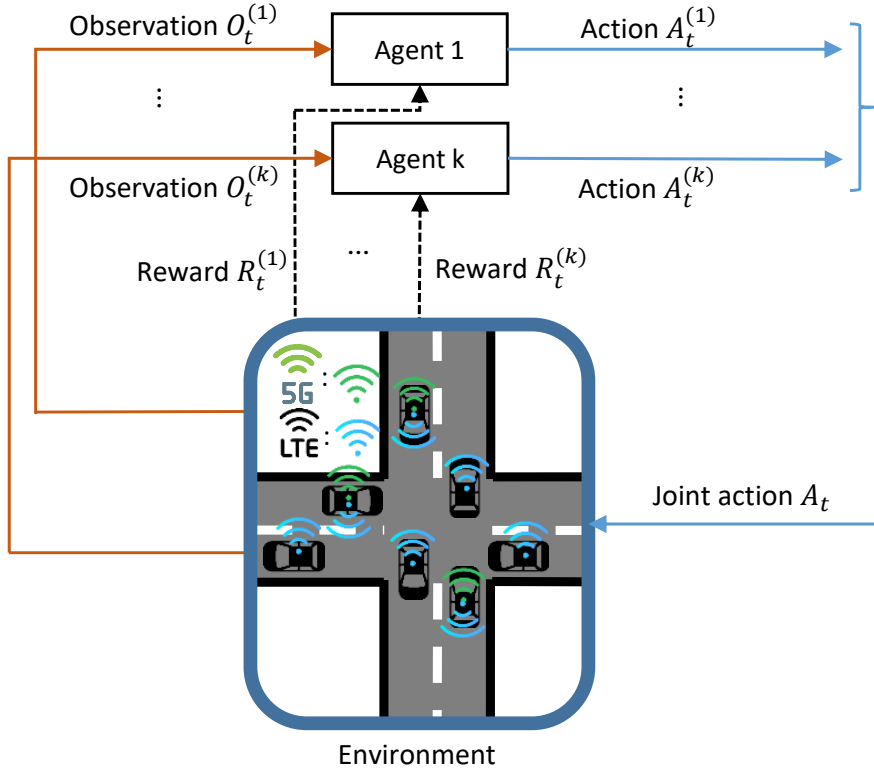 Observation $O_t^{(1)}$
Agent 1
Action $A_t^{(1)}$
⋮
⋮
Agent k
Observation $O_t^{(k)}$
Action $A_t^{(k)}$
Reward $R_t^{(1)}$
...
Reward $R_t^{(k)}$
5G :
LTE :
Joint action $A_t$
Environment